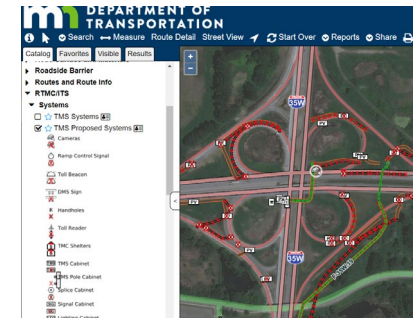 DEPARTMENT OF
TRANSPORTATION
Search Measure Route Detail Street View Start Over Reports Share
Catalog Favorites Visible Results
Roadside Barrier
Routes and Route Info
RTMC/ITS
Systems
TMS Systems
TMS Proposed Systems
Cameras
Ramp Control Signal
Toll Beacon
DMS Sign
Handholes
Toll Reader
TMC Shelters
TMS Cabinet
TMS Pole Cabinet
Splice Cabinet
Signal Cabinet
Lighting Cabinet
35W
35W